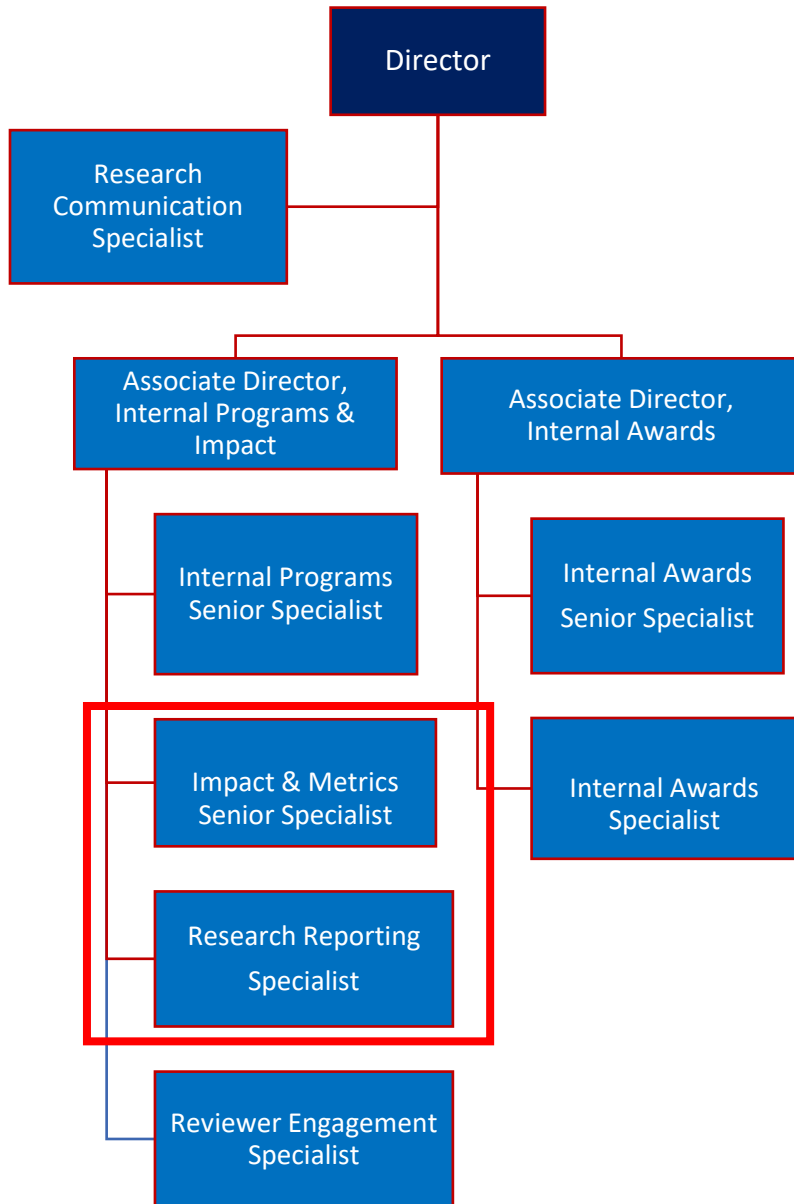 Director
Research
Communication
Specialist
Associate Director,
Internal Programs &
Impact
Associate Director,
Internal Awards
Internal Programs
Senior Specialist
Internal Awards
Senior Specialist
Impact & Metrics
Senior Specialist
Internal Awards
Specialist
Research Reporting
Specialist
Reviewer Engagement
Specialist